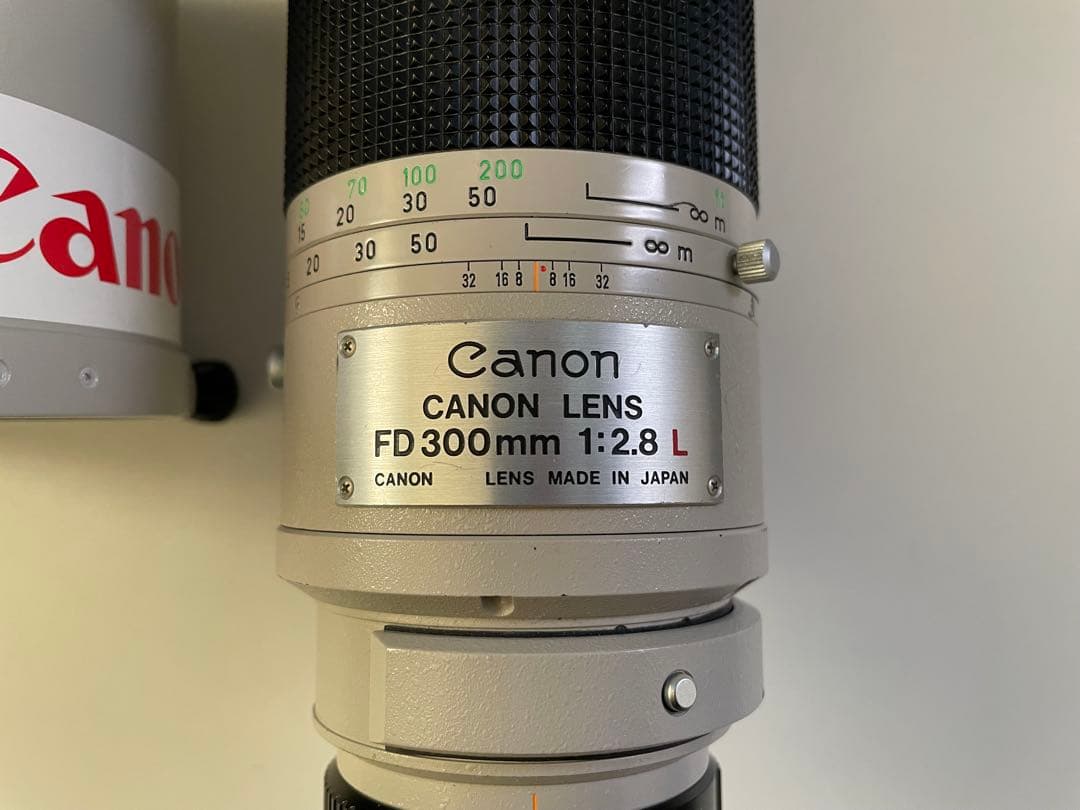 Canon
70 100 200 ft
15 20 30 50 ∞ m
20 30 50 ∞ m
32 16 8 8 16 32
Canon
CANON LENS
FD 300mm 1:2.8 L
CANON LENS MADE IN JAPAN